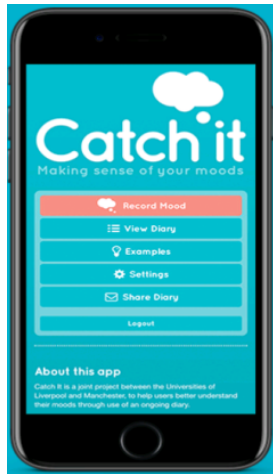 Catch it
Making sense of your moods
Record Mood
View Diary
Examples
Settings
Share Diary
Logout
About this app
Catch It is a joint project between the Universities of
Liverpool and Manchester, to help users better understand
their moods through use of an ongoing diary.